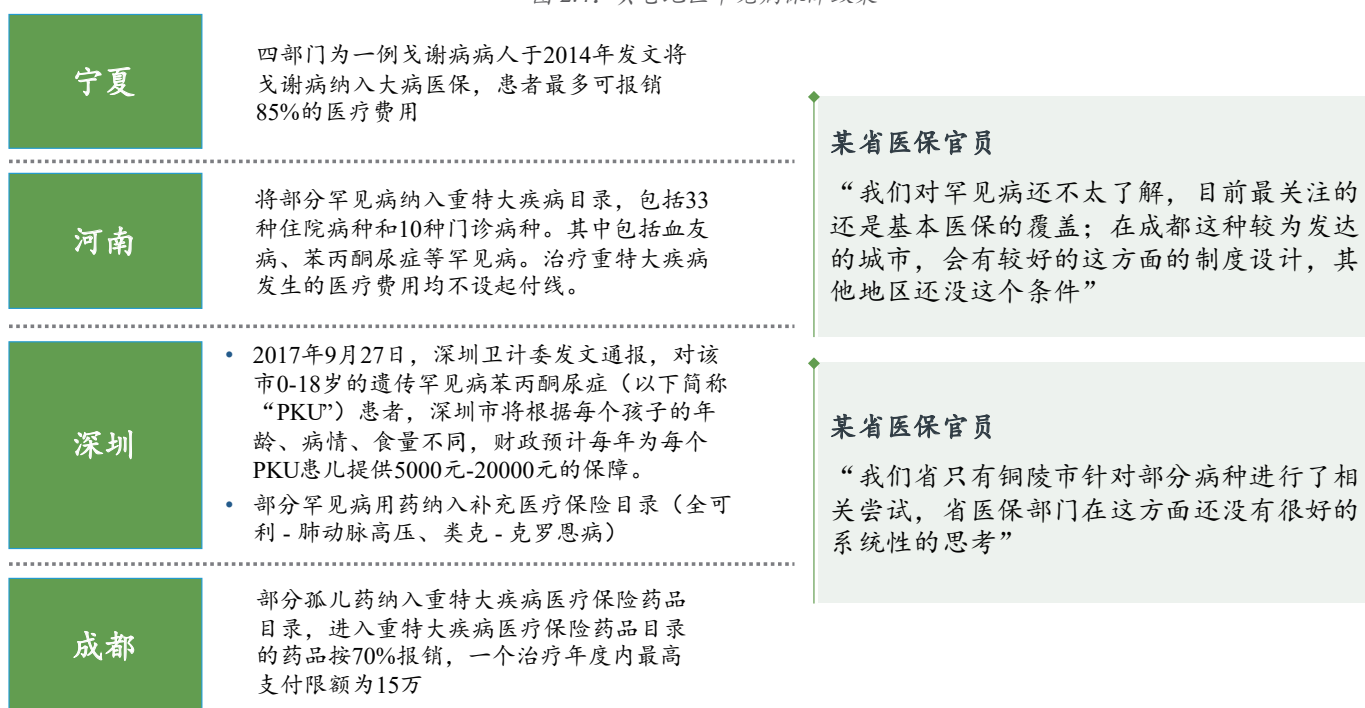 宁夏
四部门为一例戈谢病病人于2014年发文将
戈谢病纳入大病医保，患者最多可报销
85%的医疗费用
河南
将部分罕见病纳入重特大疾病目录，包括33
种住院病种和10种门诊病种。其中包括血友
病、苯丙酮尿症等罕见病。治疗重特大疾病
发生的医疗费用均不设起付线。
深圳
• 2017年9月27日，深圳卫计委发文通报，对该
市0-18岁的遗传罕见病苯丙酮尿症（以下简称
“PKU”）患者，深圳市将根据每个孩子的年
龄、病情、食量不同，财政预计每年为每个
PKU患儿提供5000元-20000元的保障。
• 部分罕见病用药纳入补充医疗保险目录（全可
利 - 肺动脉高压、类克 - 克罗恩病）
成都
部分孤儿药纳入重特大疾病医疗保险药品
目录，进入重特大疾病医疗保险药品目录
的药品按70%报销，一个治疗年度内最高
支付限额为15万
某省医保官员
“我们对罕见病还不太了解，目前最关注的
还是基本医保的覆盖；在成都这种较为发达
的城市，会有较好的这方面的制度设计，其
他地区还没这个条件”
某省医保官员
“我们省只有铜陵市针对部分病种进行了相
关尝试，省医保部门在这方面还没有很好的
系统性的思考”